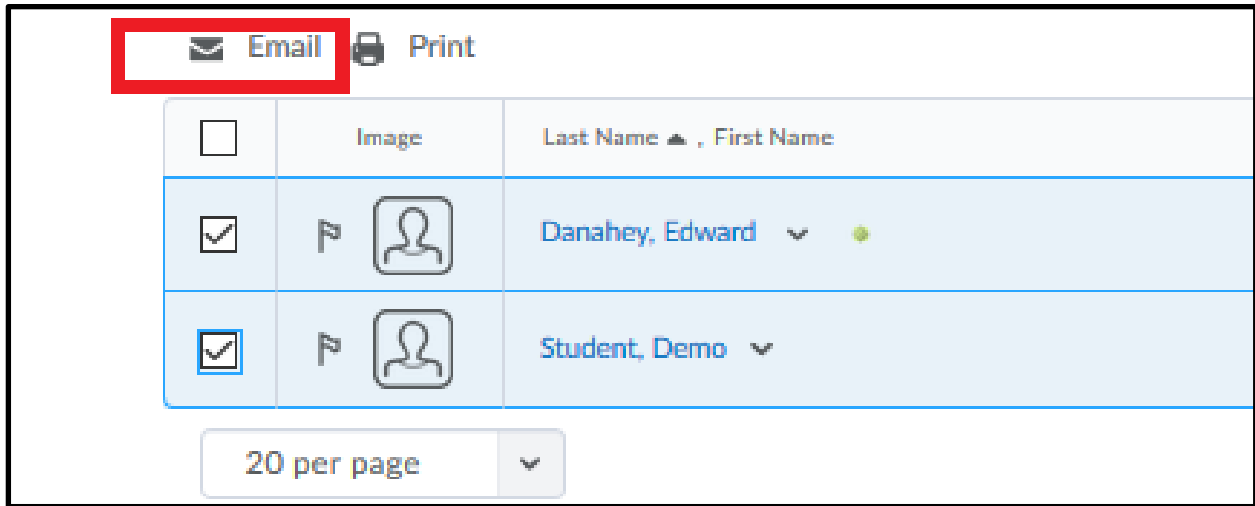 Email Print
Image Last Name , First Name
Danahey, Edward
Student, Demo
20 per page